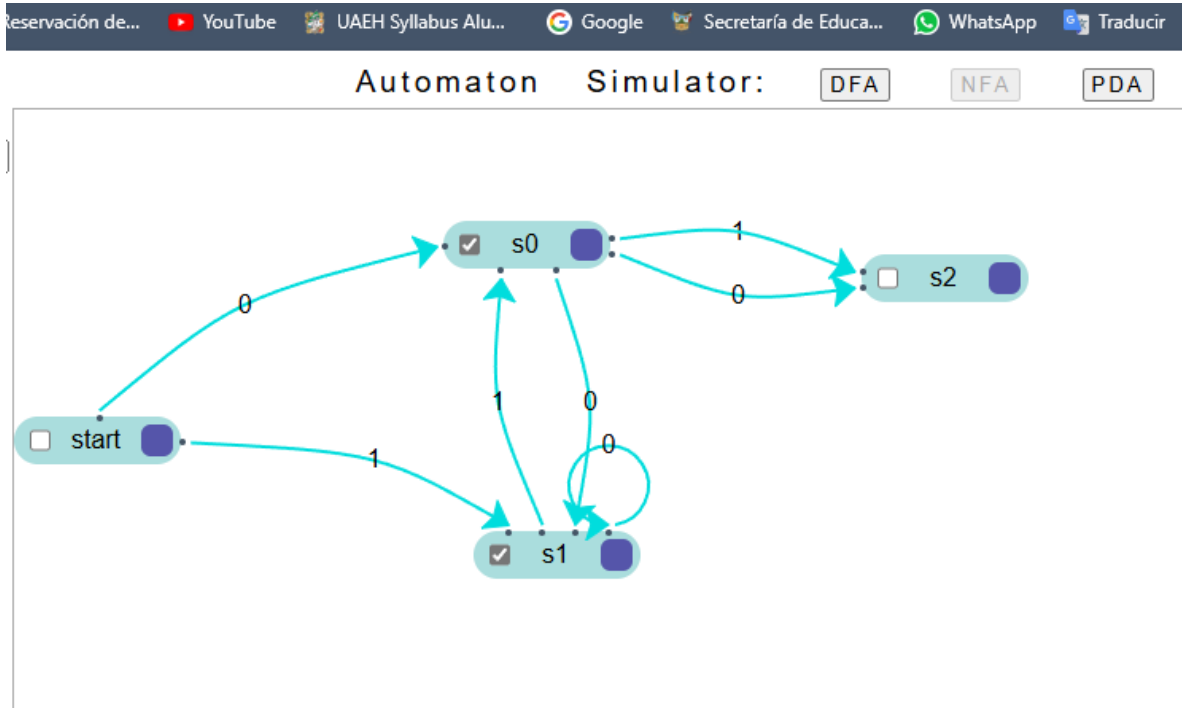 Reservación de... YouTube UAEH Syllabus Alu... Google Secretaría de Educa... WhatsApp Traducir
Automaton Simulator: DFA NFA PDA
1
s0
s2
0
0
1
0
0
start
1
s1